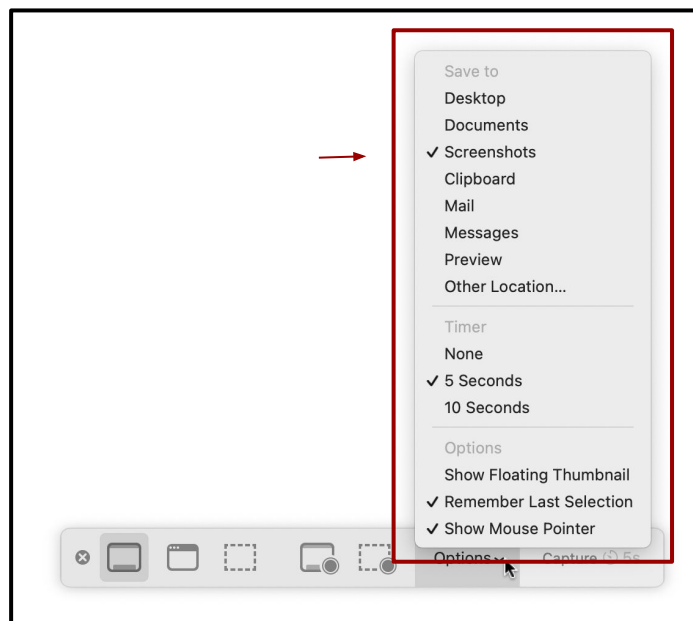 Save to
Desktop
Documents
✓ Screenshots
Clipboard
Mail
Messages
Preview
Other Location...
Timer
None
✓ 5 Seconds
10 Seconds
Options
Show Floating Thumbnail
✓ Remember Last Selection
✓ Show Mouse Pointer
Options
Capture 5s